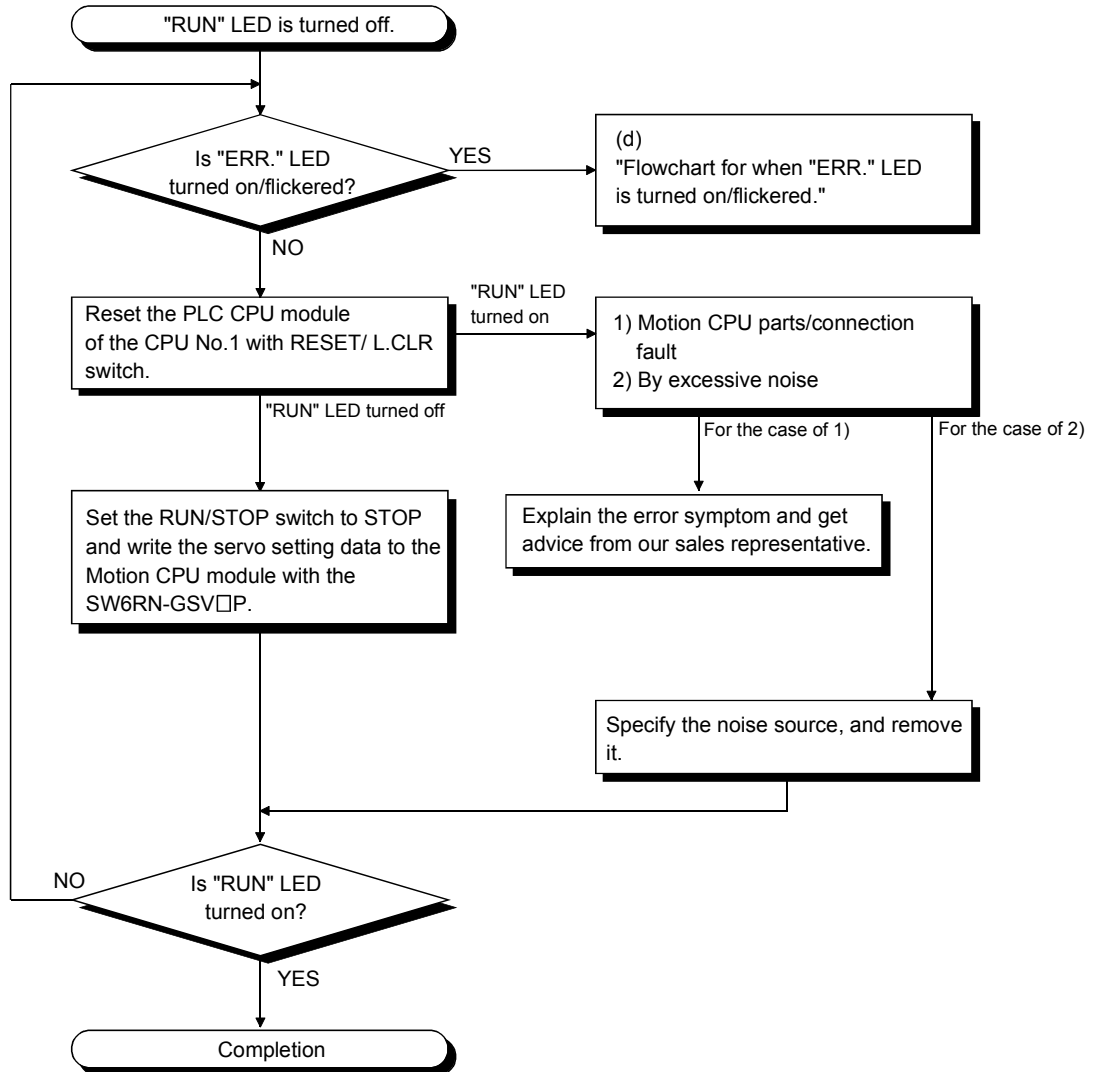 "RUN" LED is turned off.
Is "ERR." LED
turned on/flickered?
YES
(d)
"Flowchart for when "ERR." LED
is turned on/flickered."
NO
Reset the PLC CPU module
of the CPU No.1 with RESET/ L.CLR
switch.
"RUN" LED
turned on
1) Motion CPU parts/connection
fault
2) By excessive noise
"RUN" LED turned off
For the case of 1)
For the case of 2)
Set the RUN/STOP switch to STOP
and write the servo setting data to the
Motion CPU module with the
SW6RN-GSV□P.
Explain the error symptom and get
advice from our sales representative.
Specify the noise source, and remove
it.
NO
Is "RUN" LED
turned on?
YES
Completion